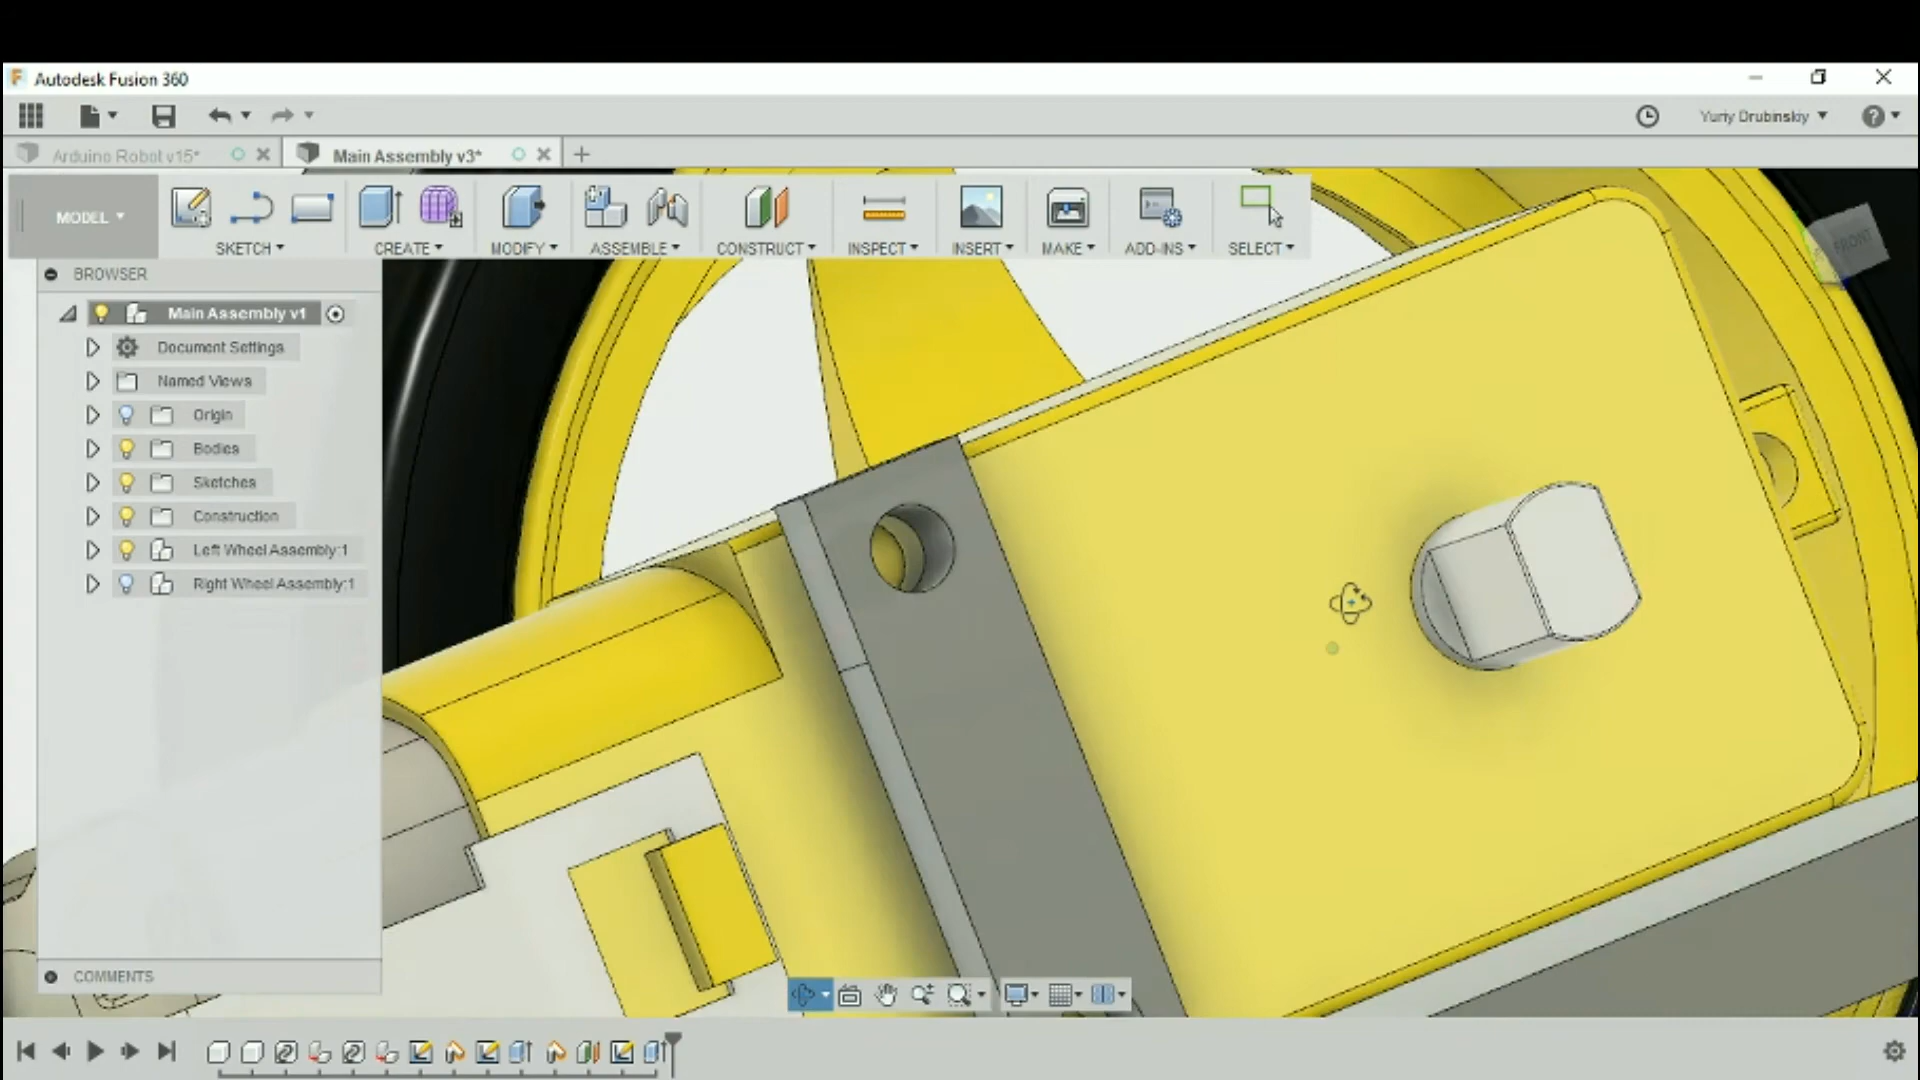 F Autodesk Fusion 360
Yuriy Drubinskiy ?
Arduino Robot v15* Main Assembly v3*
MODEL SKETCH CREATE MODIFY ASSEMBLE CONSTRUCT INSPECT INSERT MAKE ADD-INS SELECT
FRONT
BROWSER
Main Assembly v1
Document Settings
Named Views
Origin
Bodies
Sketches
Construction
Left Wheel Assembly:1
Right Wheel Assembly:1
COMMENTS